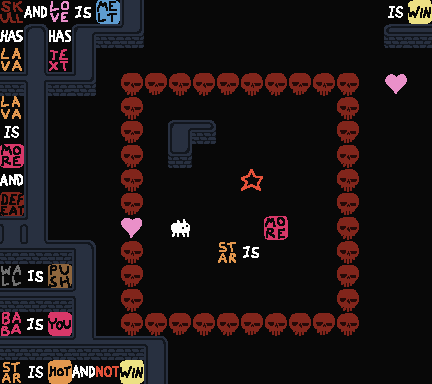 SKULL AND LOVE IS MELT
IS WIN
HAS HAS
LAVA TEXT
LAVA
IS
MORE
AND
DEFEAT
MORE
STAR IS
WALL IS PUSH
BABA IS YOU
STAR IS HOT AND NOT WIN